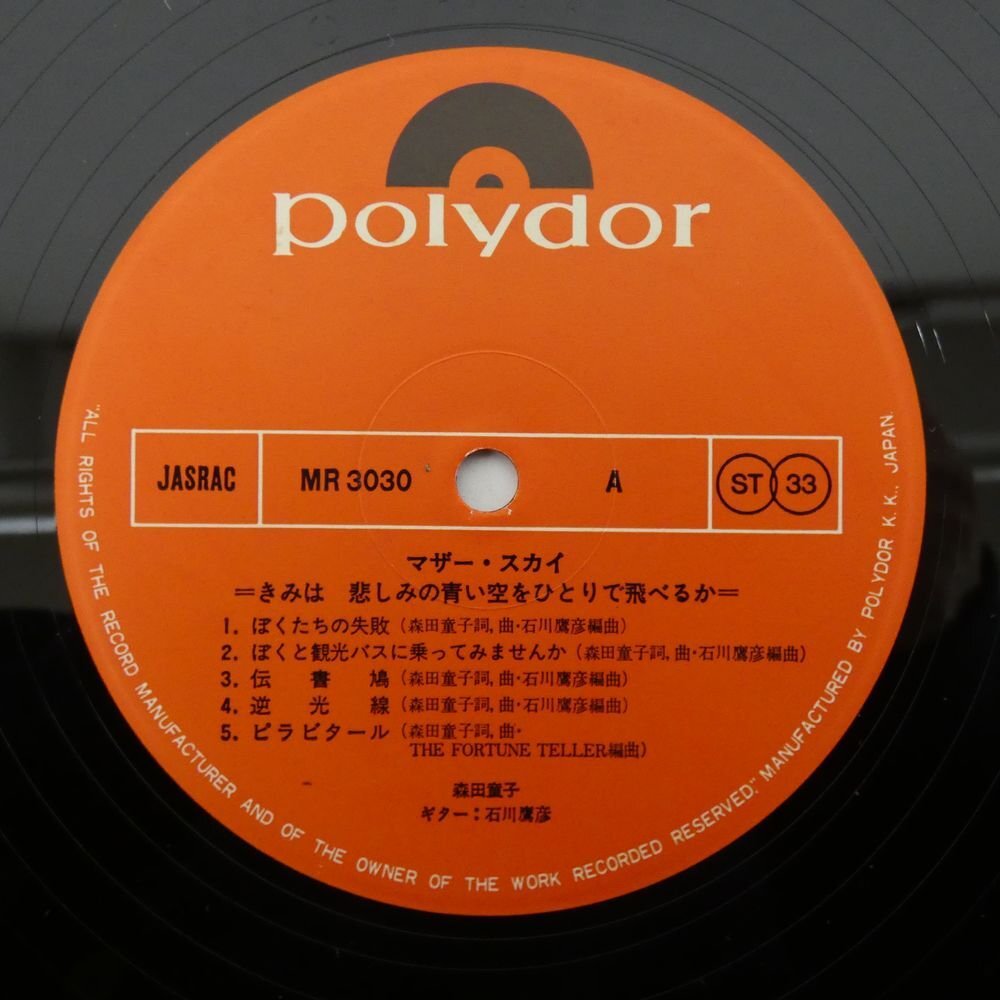 polydor
JASRAC MR 3030 A ST 33
マザー・スカイ
=きみは 悲しみの青い空をひとりで飛べるか=
1. ぼくたちの失敗 (森田童子詞, 曲・石川鷹彦編曲)
2. ぼくと観光バスに乗ってみませんか (森田童子詞, 曲・石川鷹彦編曲)
3. 伝書鳩 (森田童子詞, 曲・石川鷹彦編曲)
4. 逆光線 (森田童子詞, 曲・石川鷹彦編曲)
5. ピラビタール (森田童子詞, 曲・
THE FORTUNE TELLER編曲)
森田童子
ギター：石川鷹彦
"ALL RIGHTS OF THE RECORD MANUFACTURER AND OF THE OWNER OF THE WORK RECORDED RESERVED." MANUFACTURED BY POLYDOR K. K., JAPAN.